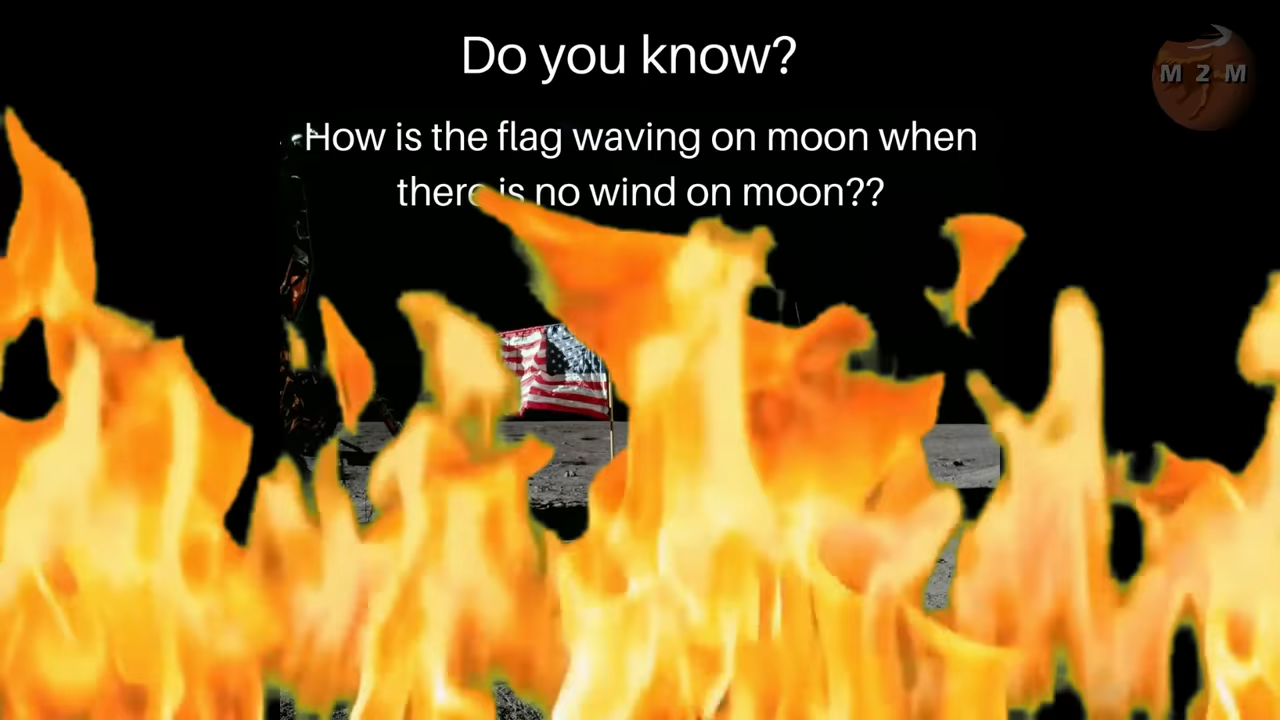 Do you know?
How is the flag waving on moon when
there is no wind on moon??
M 2 M